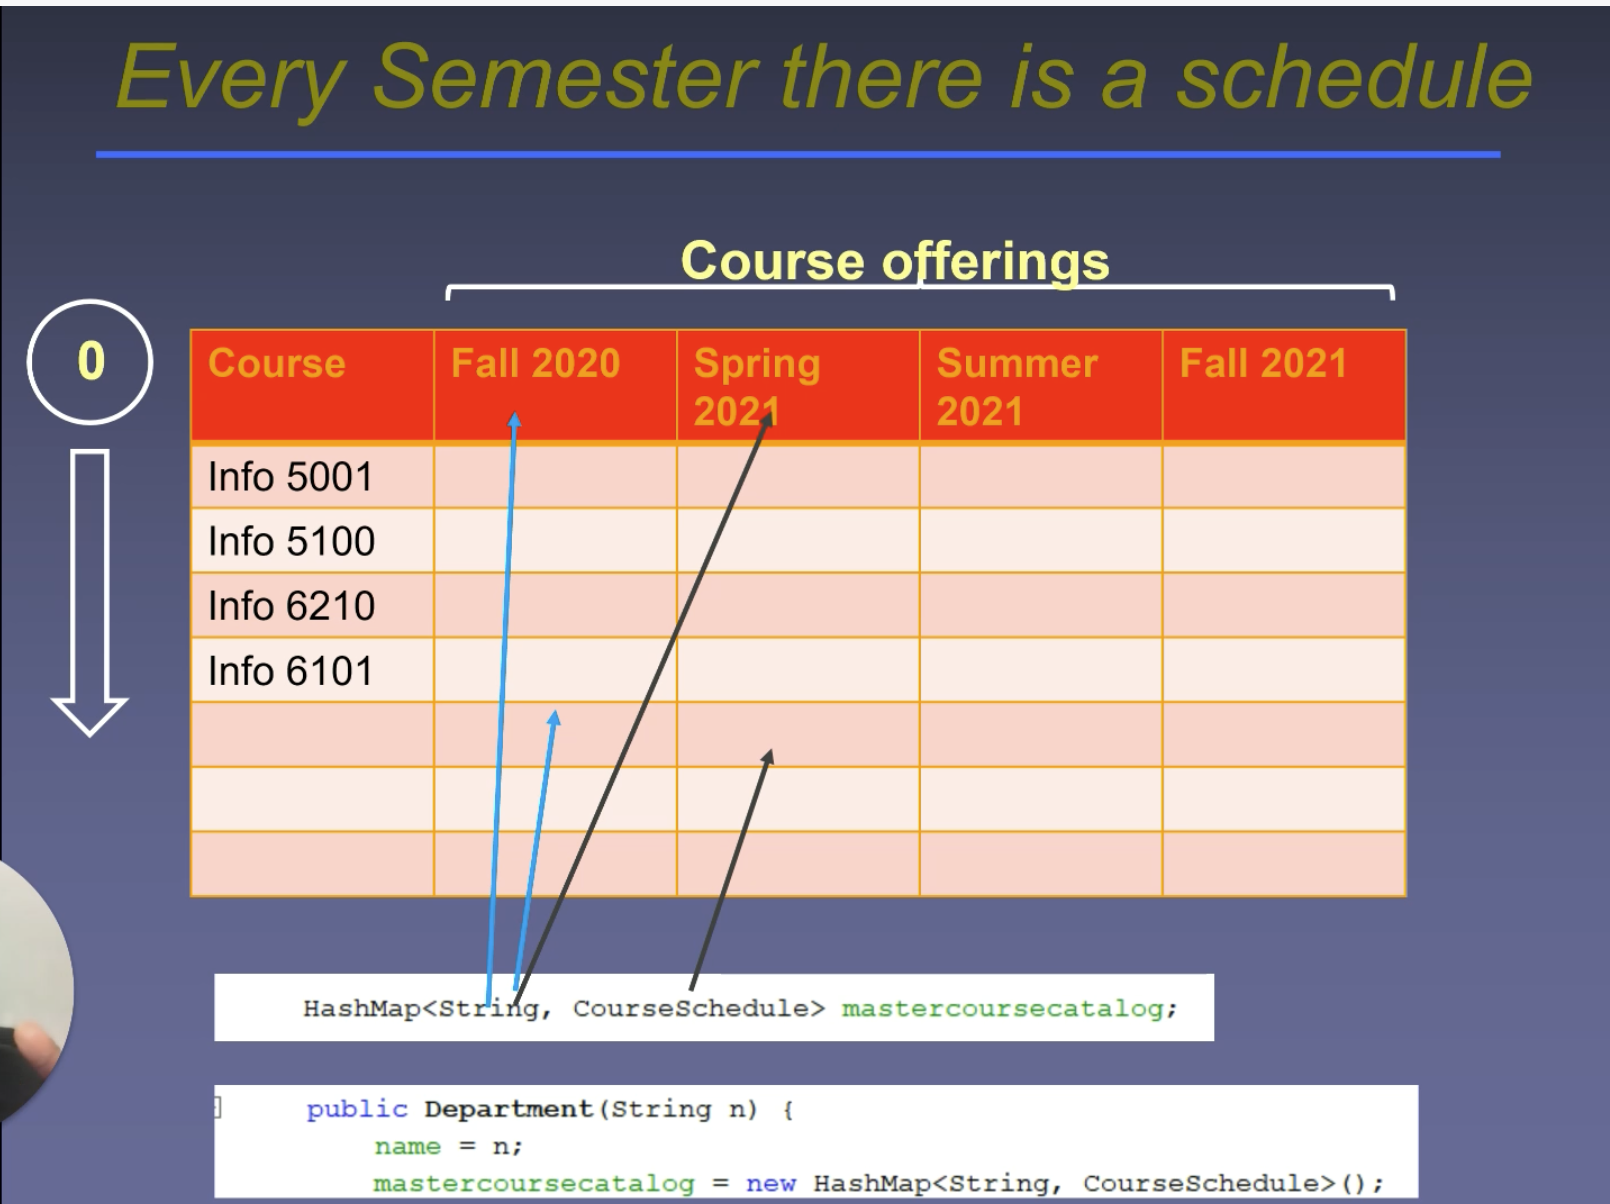 Every Semester there is a schedule
Course offerings
0
Course Fall 2020 Spring 2021 Summer 2021 Fall 2021
Info 5001
Info 5100
Info 6210
Info 6101
HashMap<String, CourseSchedule> mastercoursecatalog;
public Department(String n) {
name = n;
mastercoursecatalog = new HashMap<String, CourseSchedule>();